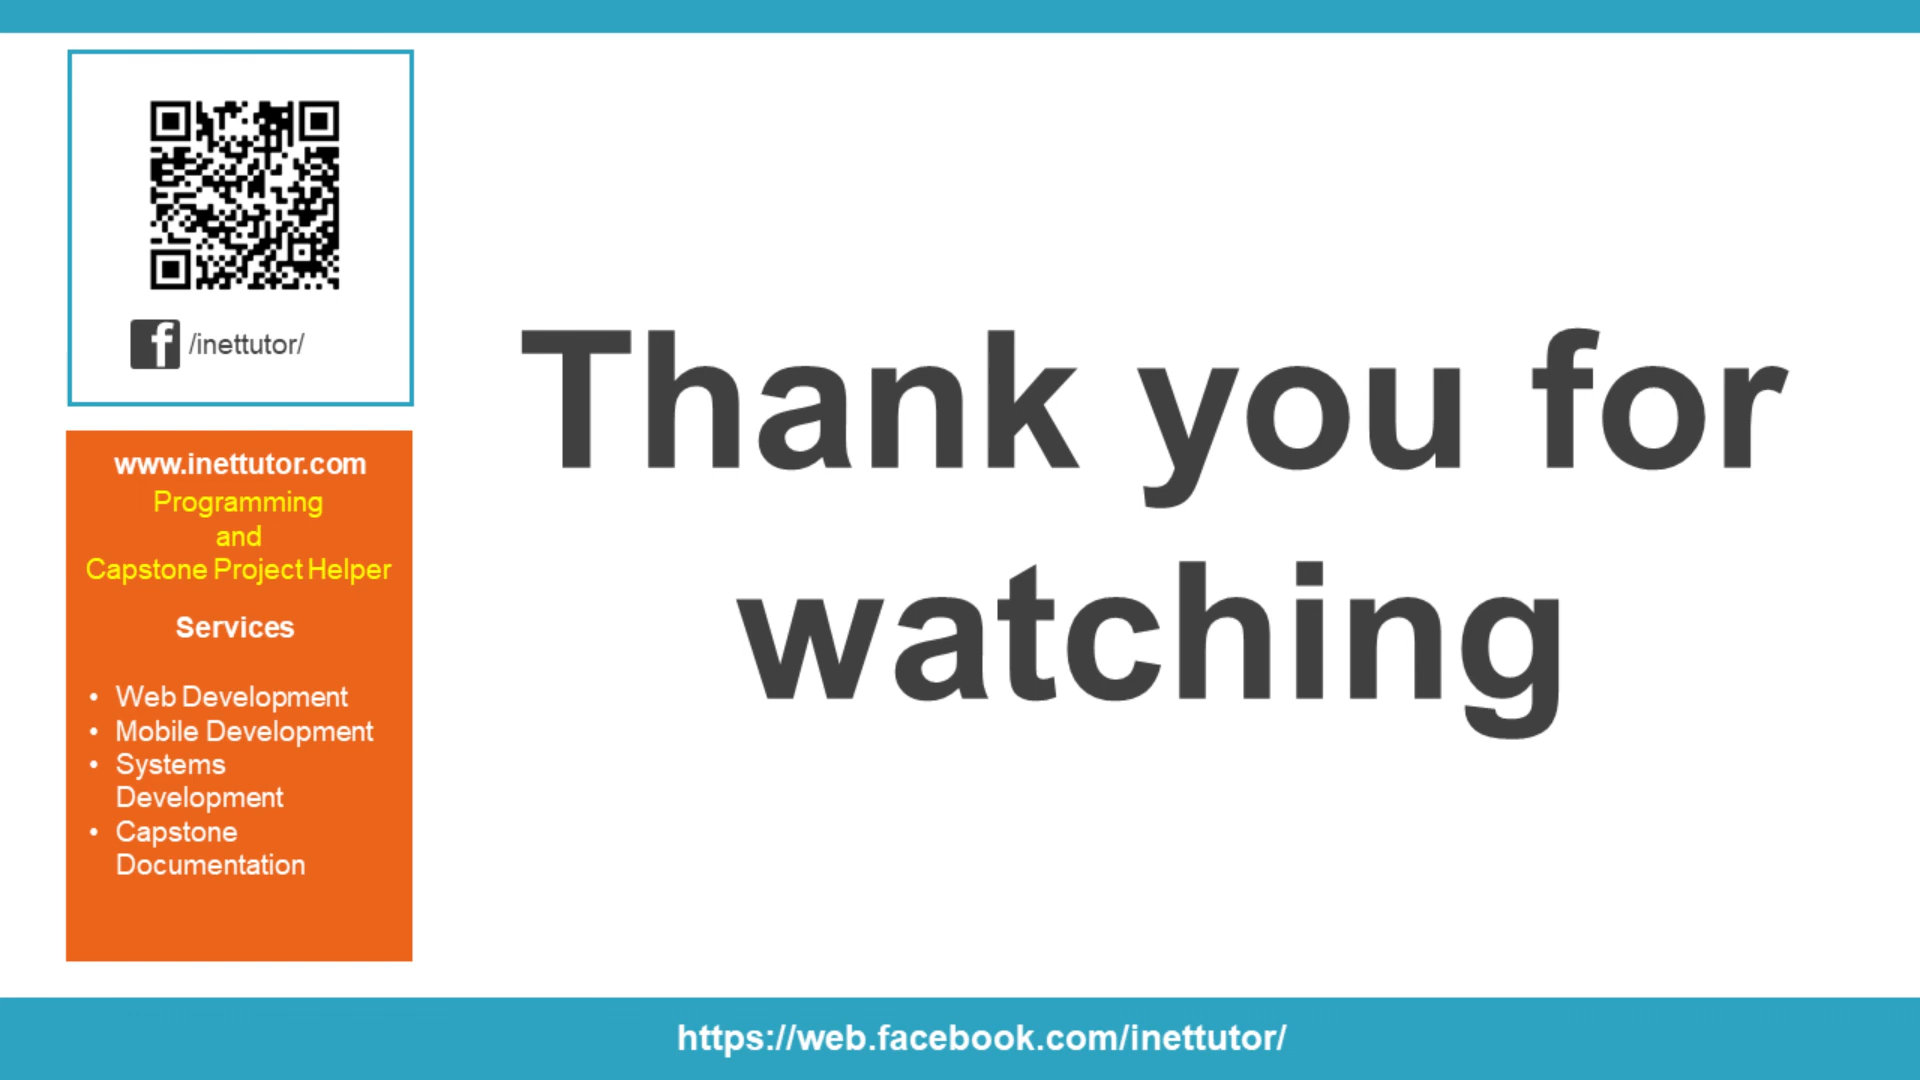 /inettutor/
www.inettutor.com
Programming
and
Capstone Project Helper
Services
• Web Development
• Mobile Development
• Systems
Development
• Capstone
Documentation
Thank you for
watching
https://web.facebook.com/inettutor/